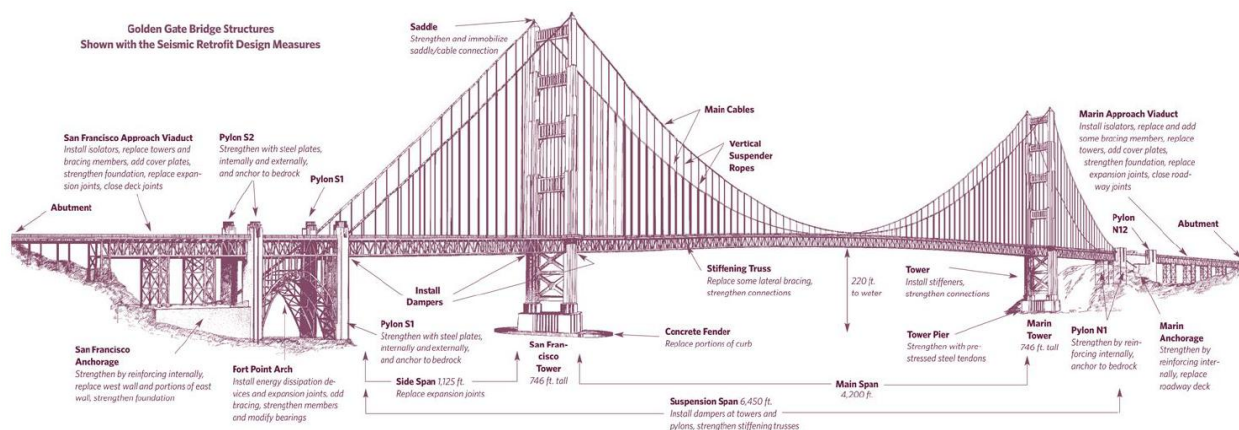 Golden Gate Bridge Structures
Shown with the Seismic Retrofit Design Measures
Saddle
Strengthen and immobilize
saddle/cable connection
Main Cables
Vertical
Suspender
Ropes
San Francisco Approach Viaduct
Install isolators, replace towers and
bracing members, add cover plates,
strengthen foundation, replace expan-
sion joints, close deck joints
Pylon S2
Strengthen with steel plates,
internally and externally,
and anchor to bedrock
Pylon S1
Abutment
Marin Approach Viaduct
Install isolators, replace and add
some bracing members, replace
towers, add cover plates,
strengthen foundation, replace
expansion joints, close road-
way joints
Pylon
N12
Abutment
Install
Dampers
Stiffening Truss
Replace some lateral bracing,
strengthen connections
220 ft.
to water
Tower
Install stiffeners,
strengthen connections
San Francisco
Anchorage
Strengthen by reinforcing internally,
replace west wall and portions of east
wall, strengthen foundation
Fort Point Arch
Install energy dissipation de-
vices and expansion joints, add
bracing, strengthen members
and modify bearings
Pylon S1
Strengthen with steel plates,
internally and externally,
and anchor to bedrock
Side Span 1,125 ft.
Replace expansion joints
San Fran-
cisco
Tower
746 ft. tall
Concrete Fender
Replace portions of curb
Main Span
4,200 ft.
Suspension Span 6,450 ft.
Install dampers at towers and
pylons, strengthen stiffening trusses
Tower Pier
Strengthen with pre-
stressed steel tendons
Marin
Tower
746 ft. tall
Pylon N1
Strengthen by rein-
forcing internally,
anchor to bedrock
Marin
Anchorage
Strengthen by
reinforcing inter-
nally, replace
roadway deck